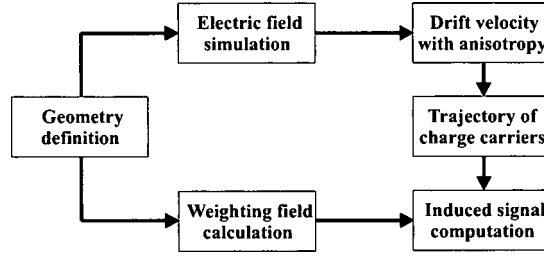 Electric field
simulation
Drift velocity
with anisotropy
Geometry
definition
Trajectory of
charge carriers
Weighting field
calculation
Induced signal
computation